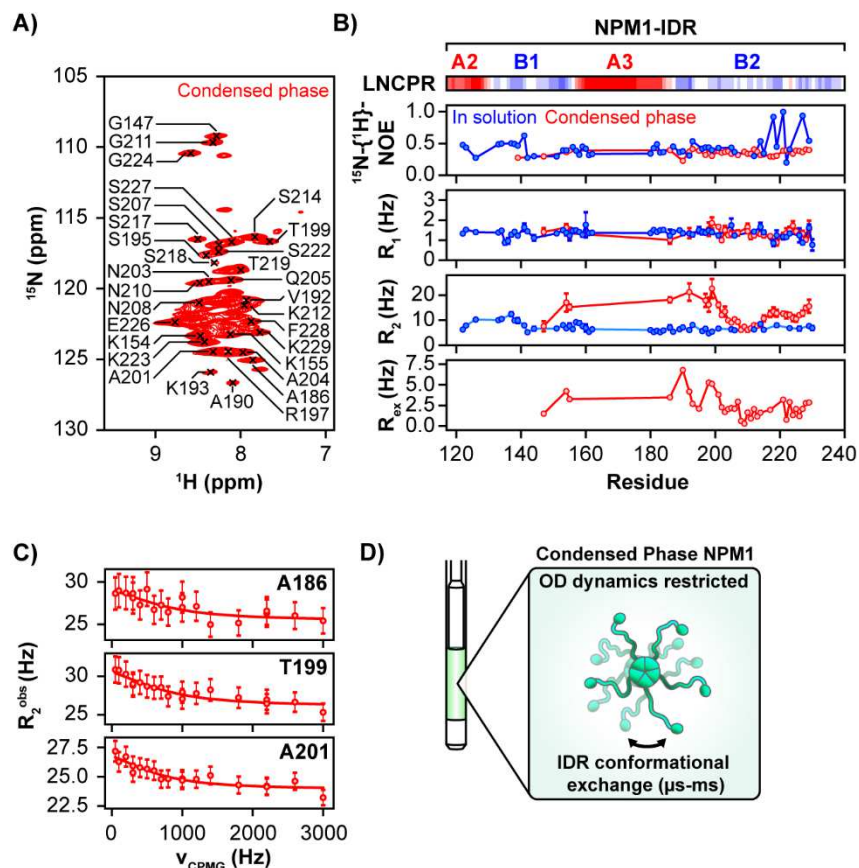 A)
Condensed phase
105
110
115
120
125
130
15N (ppm)
9
8
7
1H (ppm)
G147
G211
G224
S227
S207
S217
S195
S218
N203
N210
N208
E226
K154
K223
A201
K193
A190
S214
T199
S222
T219
Q205
V192
K212
F228
K229
K155
A204
A186
R197
B)
NPM1-IDR
A2 B1 A3 B2
LNCPR
In solution Condensed phase
15N-{1H}-
NOE
1.0
0.5
0.0
R1 (Hz)
4
3
2
1
0
R2 (Hz)
20
10
0
Rex (Hz)
7.5
5.0
2.5
0.0
120 140 160 180 200 220 240
Residue
C)
A186
30
25
T199
30
25
A201
27.5
25.0
22.5
R2obs (Hz)
0 1000 2000 3000
νCPMG (Hz)
D)
Condensed Phase NPM1
OD dynamics restricted
IDR conformational
exchange (µs-ms)